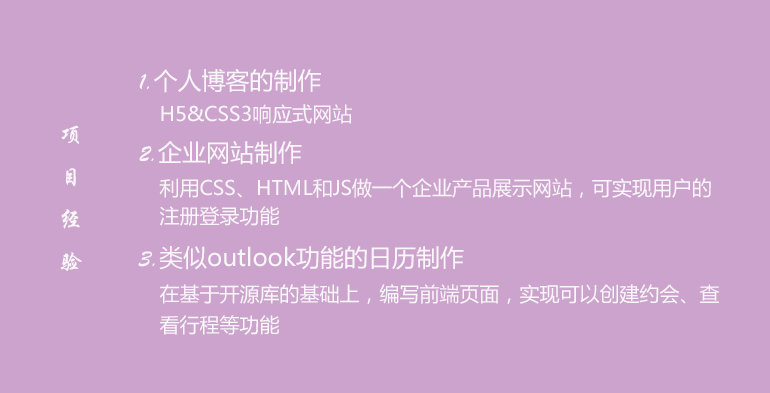 项目经验
1.个人博客的制作
H5&CSS3响应式网站
2.企业网站制作
利用CSS、HTML和JS做一个企业产品展示网站，可实现用户的
注册登录功能
3.类似outlook功能的日历制作
在基于开源库的基础上，编写前端页面，实现可以创建约会、查
看行程等功能